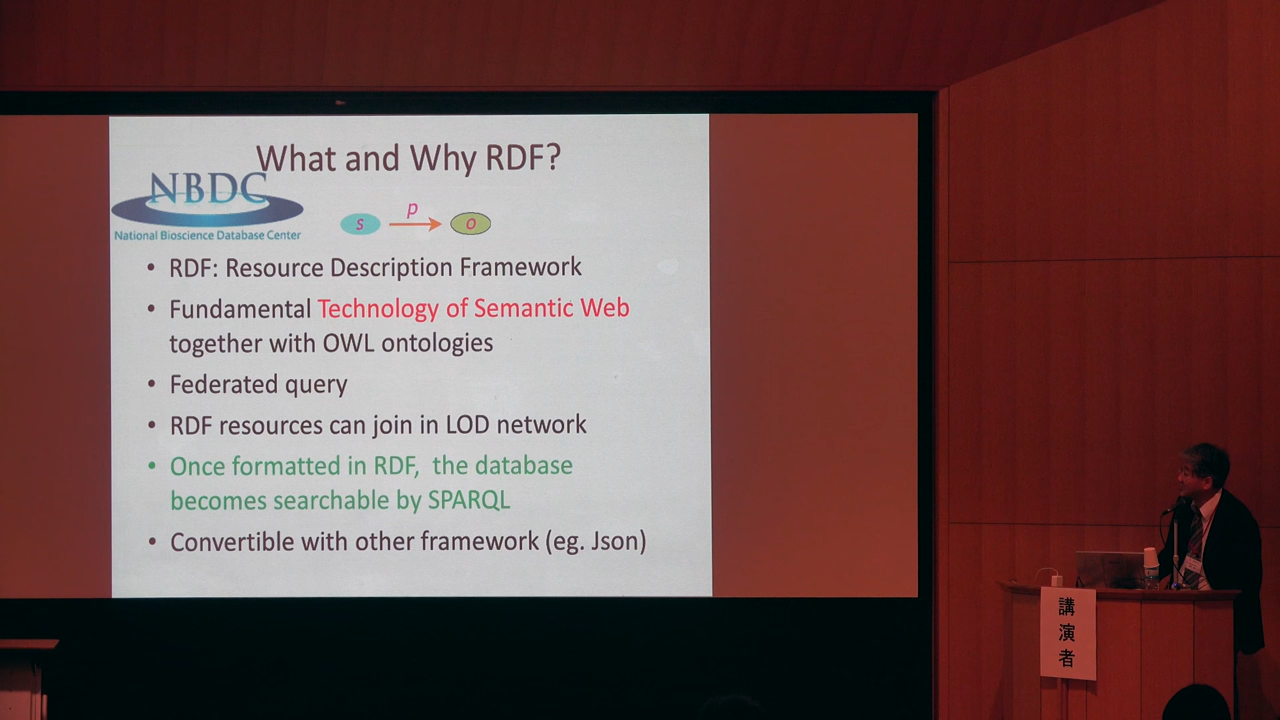 What and Why RDF?
NBDC
National Bioscience Database Center
s p o
• RDF: Resource Description Framework
• Fundamental Technology of Semantic Web
together with OWL ontologies
• Federated query
• RDF resources can join in LOD network
• Once formatted in RDF, the database
becomes searchable by SPARQL
• Convertible with other framework (eg. Json)
講
演
者